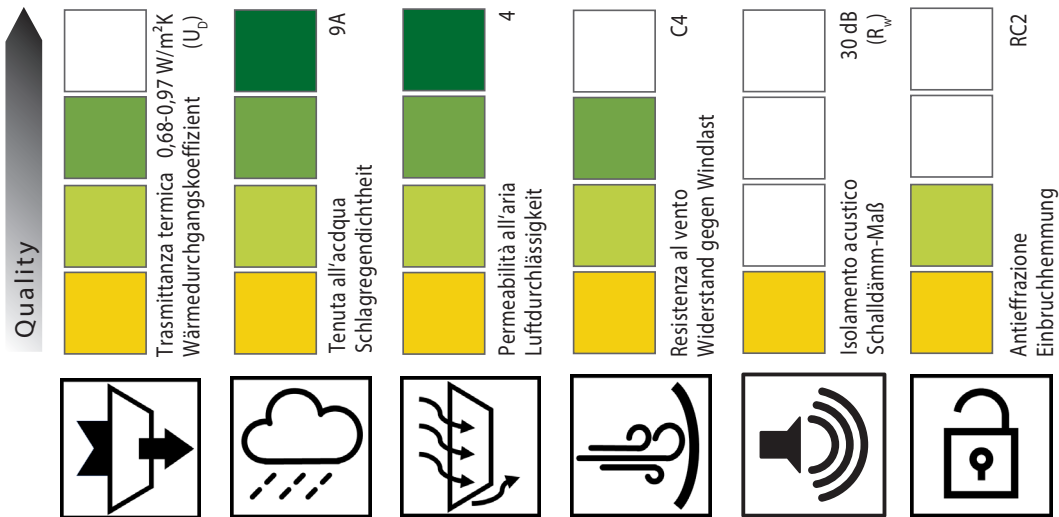 Quality
Trasmittanza termica 0,68-0,97 W/m²K
Wärmedurchgangskoeffizient (U_D)
Tenuta all'acdqua 9A
Schlagregendichtheit
Permeabilità all'aria 4
Luftdurchlässigkeit
Resistenza al vento C4
Widerstand gegen Windlast
Isolamento acustico 30 dB
Schalldämm-Maß (R_w)
Antieffrazione RC2
Einbruchhemmung